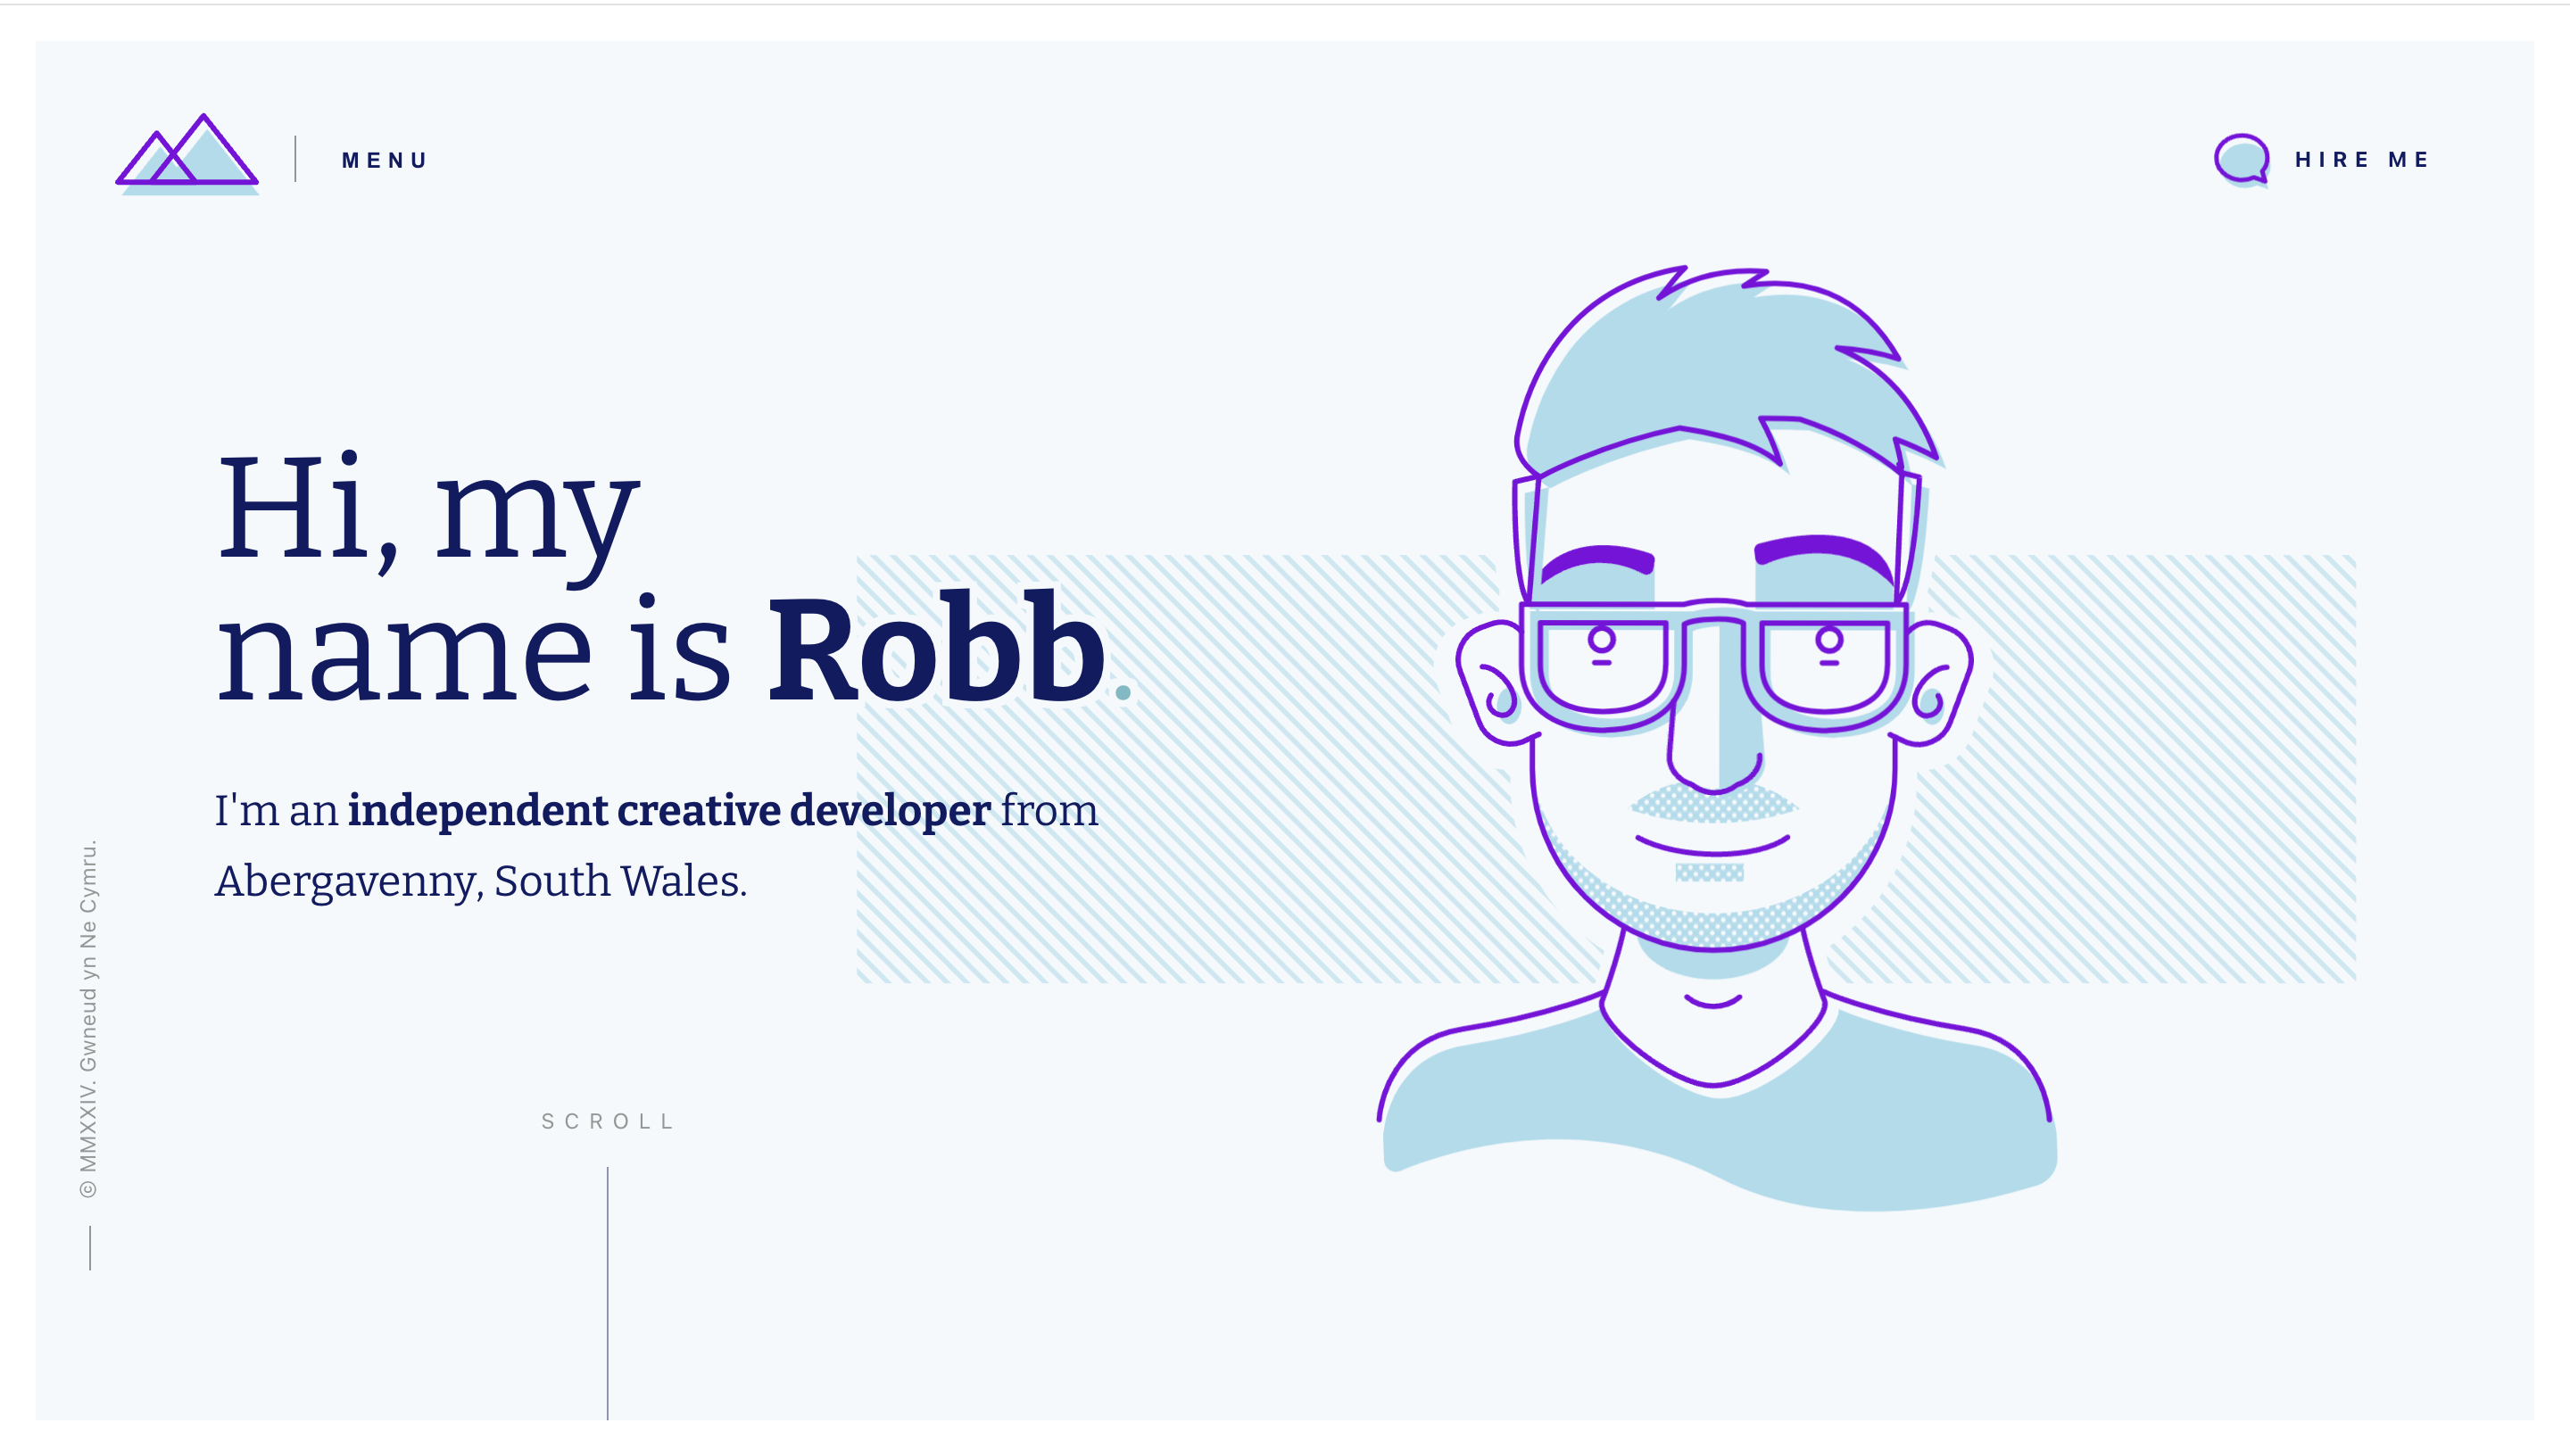 MENU
HIRE ME
Hi, my
name is Robb.
I'm an independent creative developer from
Abergavenny, South Wales.
© MMXXIV. Gwneud yn Ne Cymru.
SCROLL